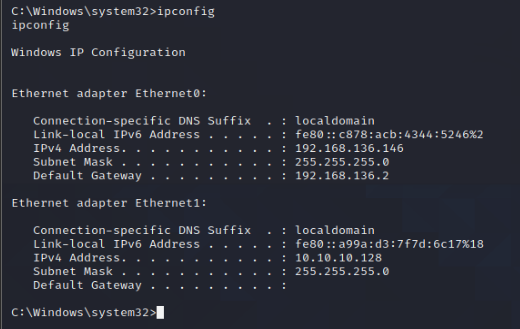 C:\Windows\system32>ipconfig
ipconfig

Windows IP Configuration


Ethernet adapter Ethernet0:

   Connection-specific DNS Suffix  . : localdomain
   Link-local IPv6 Address . . . . . : fe80::c878:acb:4344:5246%2
   IPv4 Address. . . . . . . . . . . : 192.168.136.146
   Subnet Mask . . . . . . . . . . . : 255.255.255.0
   Default Gateway . . . . . . . . . : 192.168.136.2

Ethernet adapter Ethernet1:

   Connection-specific DNS Suffix  . : localdomain
   Link-local IPv6 Address . . . . . : fe80::a99a:d3:7f7d:6c17%18
   IPv4 Address. . . . . . . . . . . : 10.10.10.128
   Subnet Mask . . . . . . . . . . . : 255.255.255.0
   Default Gateway . . . . . . . . . :

C:\Windows\system32>